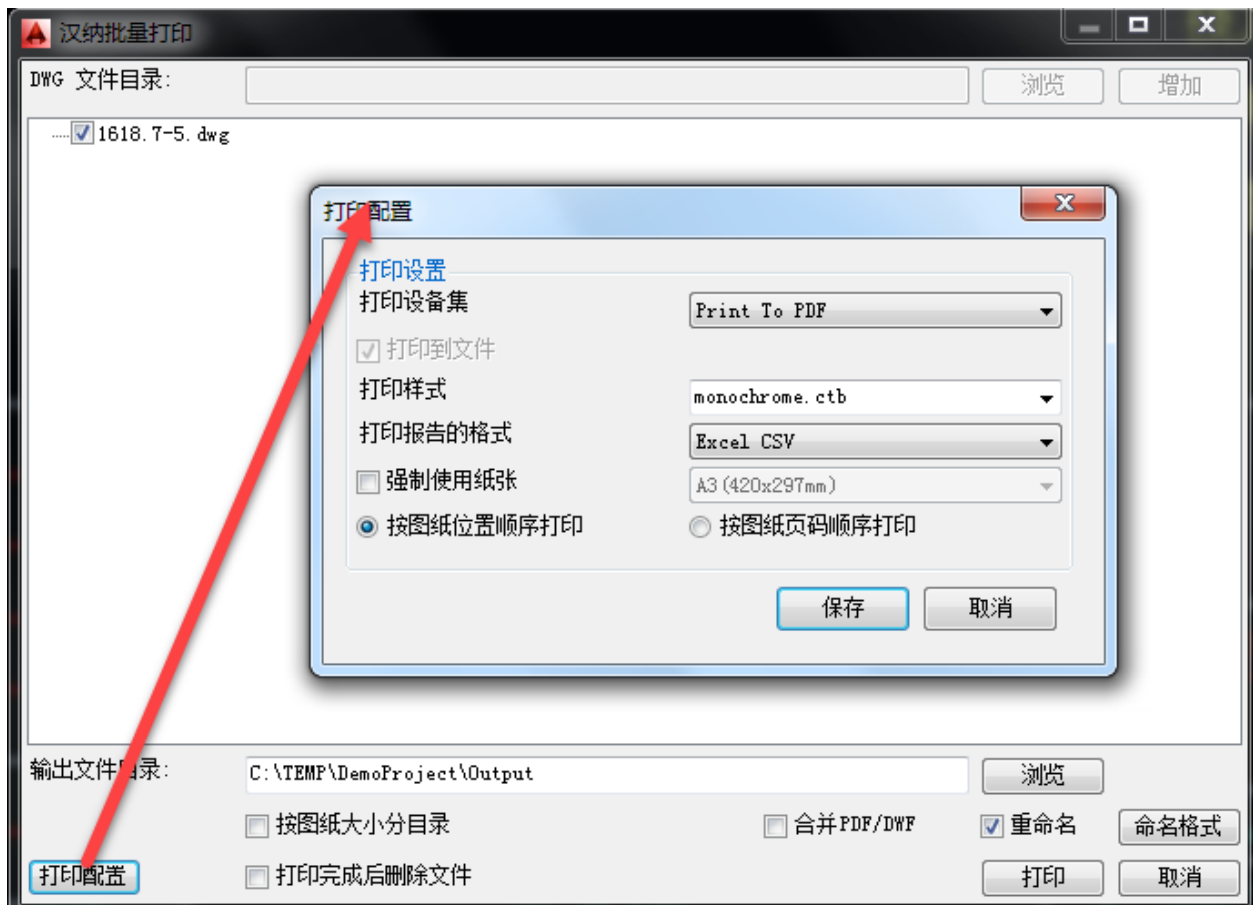 汉纳批量打印
DWG 文件目录:
浏览
增加
1618.7-5.dwg
打印配置
打印设置
打印设备集
Print To PDF
打印到文件
打印样式
monochrome.ctb
打印报告的格式
Excel CSV
强制使用纸张
A3(420x297mm)
按图纸位置顺序打印
按图纸页码顺序打印
保存
取消
输出文件目录:
C:\TEMP\DemoProject\Output
浏览
按图纸大小分目录
合并PDF/DWF
重命名
命名格式
打印配置
打印完成后删除文件
打印
取消